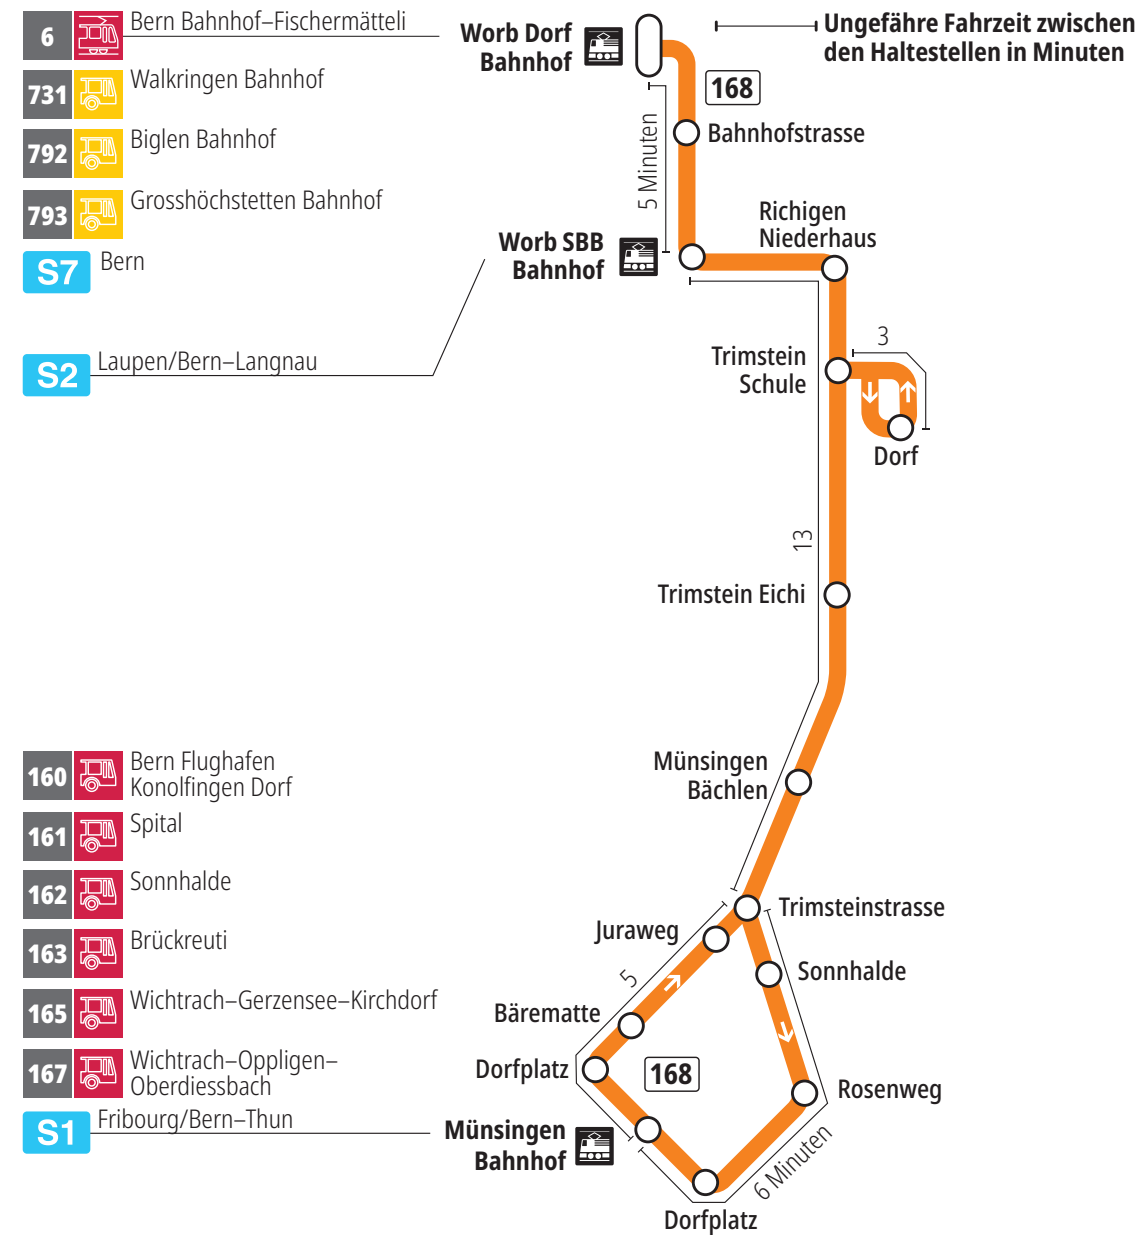 6 Bern Bahnhof–Fischermätteli
731 Walkringen Bahnhof
792 Biglen Bahnhof
793 Grosshöchstetten Bahnhof
S7 Bern
S2 Laupen/Bern–Langnau
Worb Dorf
Bahnhof
Ungefähre Fahrzeit zwischen
den Haltestellen in Minuten
168
5 Minuten
Bahnhofstrasse
Worb SBB
Bahnhof
Richigen
Niederhaus
3
Trimstein
Schule
Dorf
13
Trimstein Eichi
Münsingen
Bächlen
160 Bern Flughafen
Konolfingen Dorf
161 Spital
162 Sonnhalde
163 Brückreuti
165 Wichtrach–Gerzensee–Kirchdorf
167 Wichtrach–Oppligen–
Oberdiessbach
S1 Fribourg/Bern–Thun
Trimsteinstrasse
Juraweg
5
Sonnhalde
Bärematte
Dorfplatz
168
Rosenweg
Münsingen
Bahnhof
6 Minuten
Dorfplatz